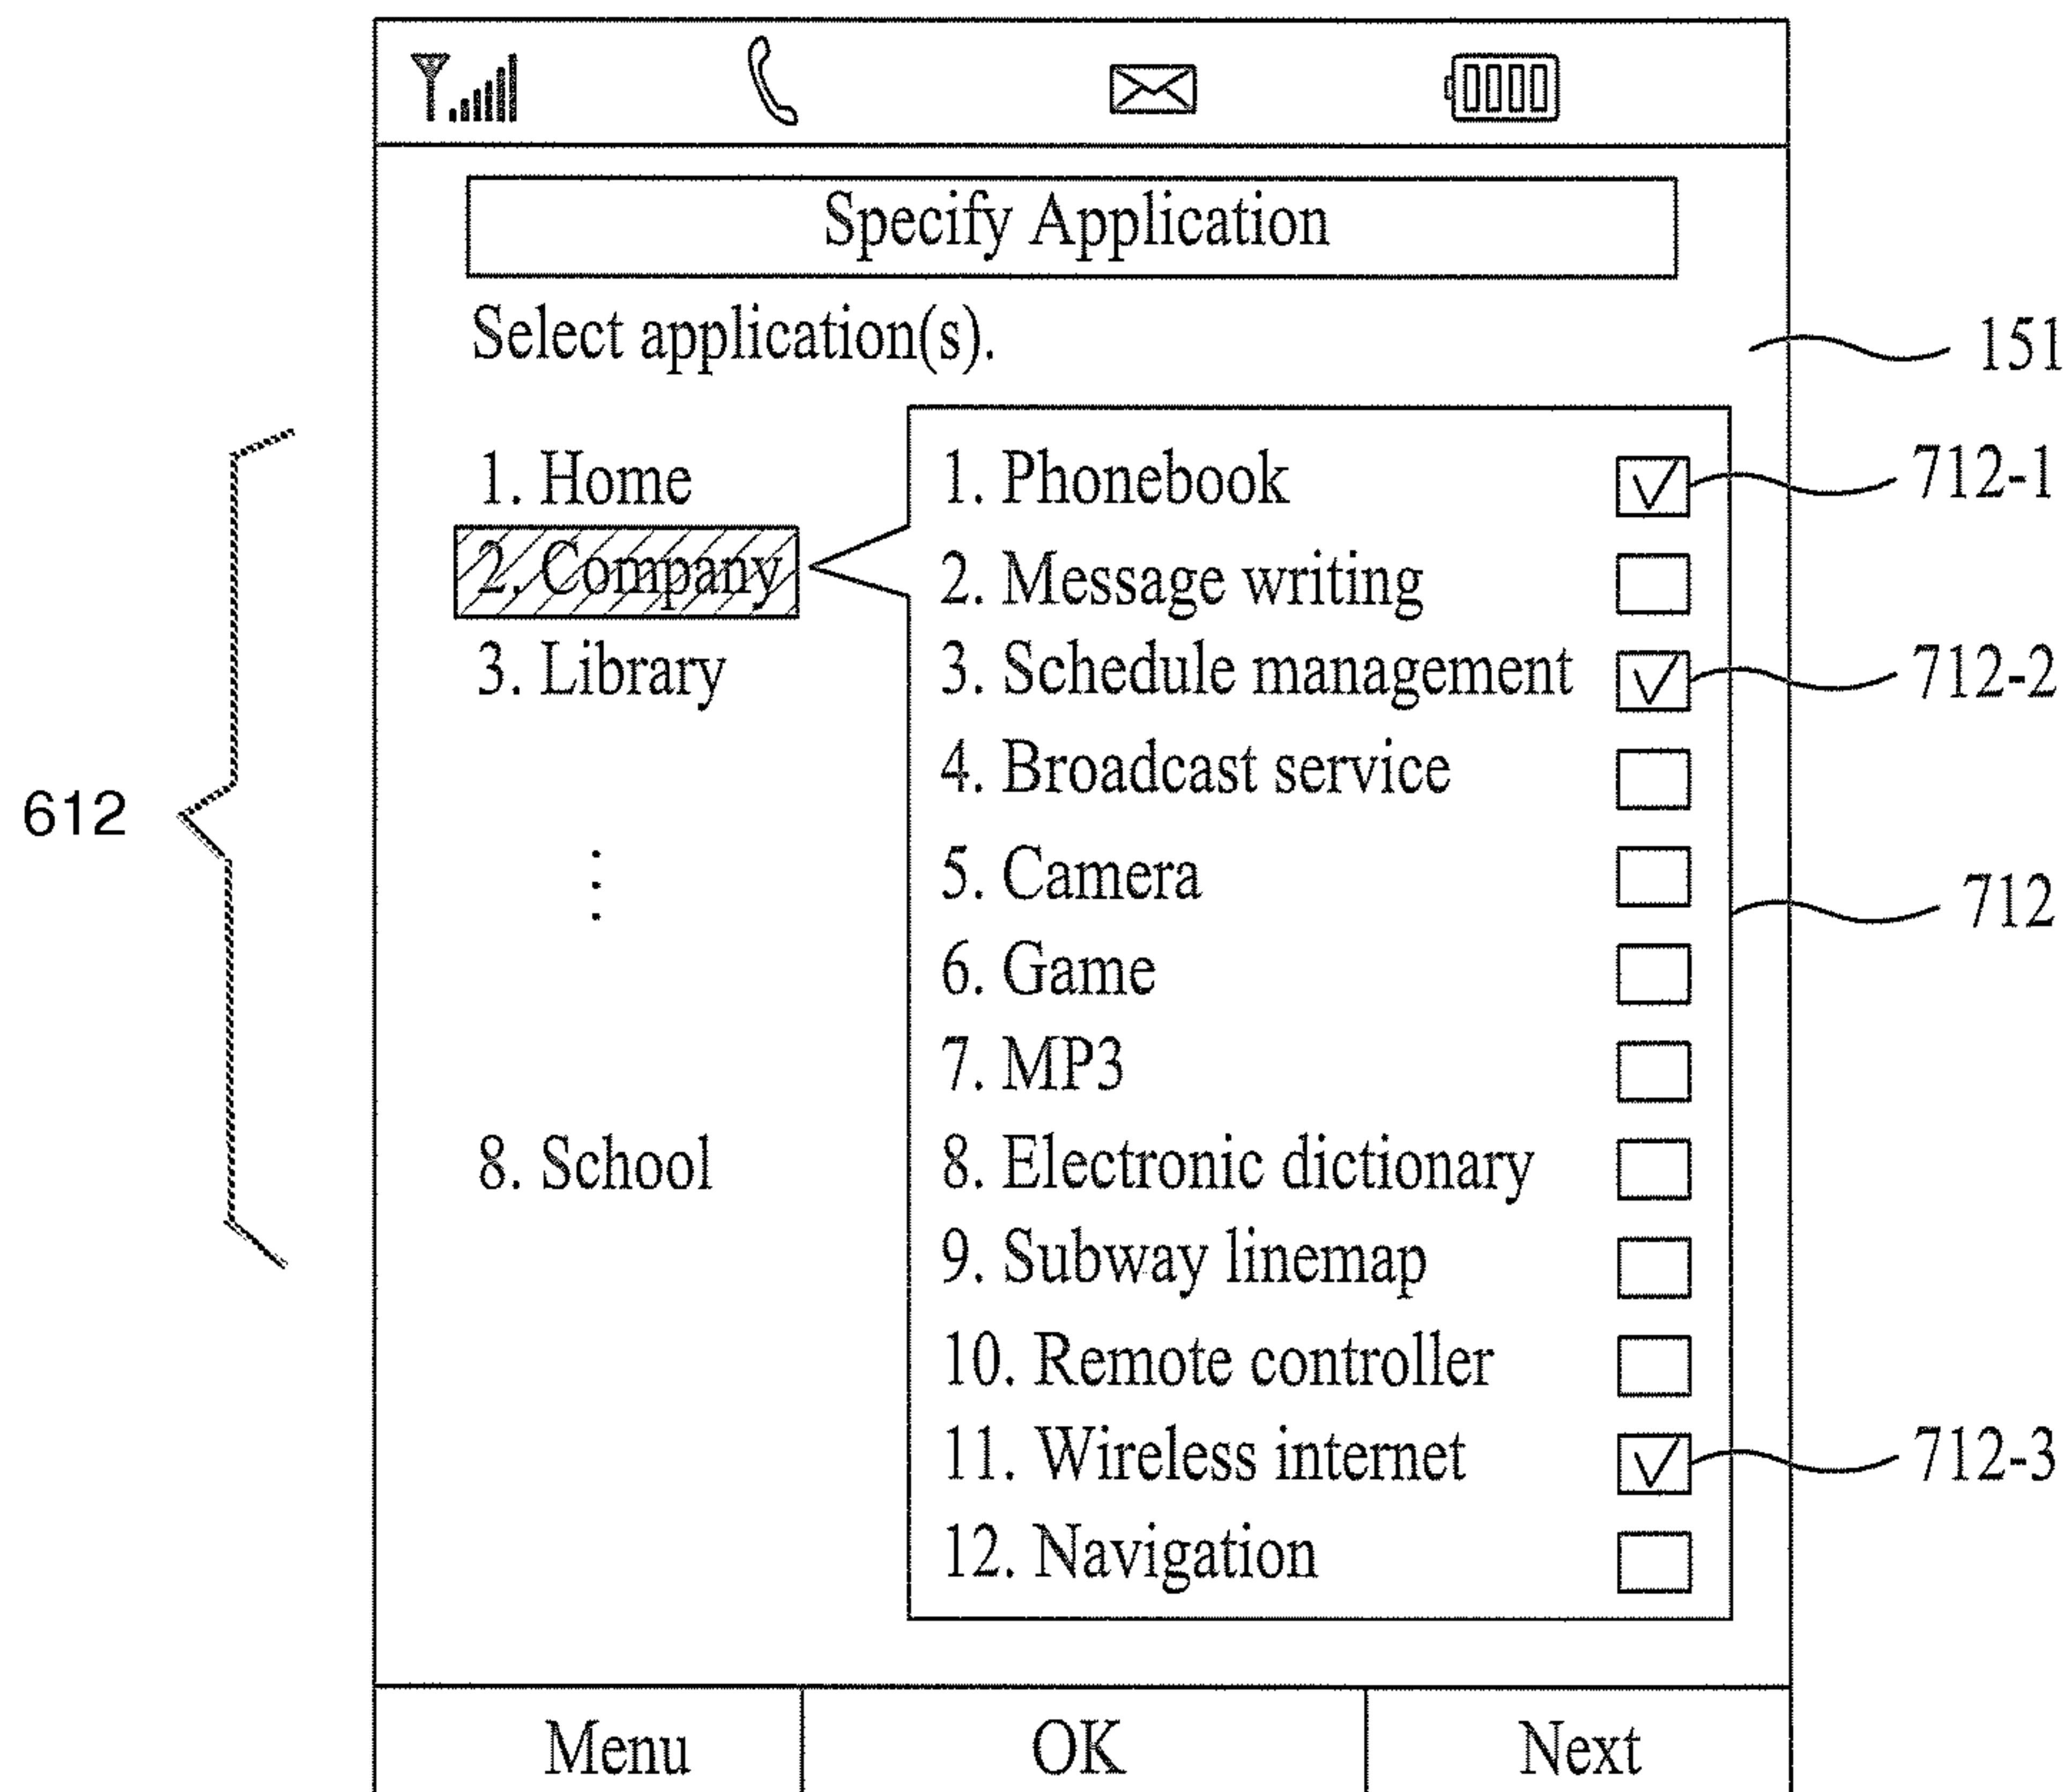 Specify Application
Select application(s).
151
612
1. Home
2. Company
3. Library
8. School
1. Phonebook
712-1
2. Message writing
3. Schedule management
712-2
4. Broadcast service
5. Camera
712
6. Game
7. MP3
8. Electronic dictionary
9. Subway linemap
10. Remote controller
11. Wireless internet
712-3
12. Navigation
Menu
OK
Next